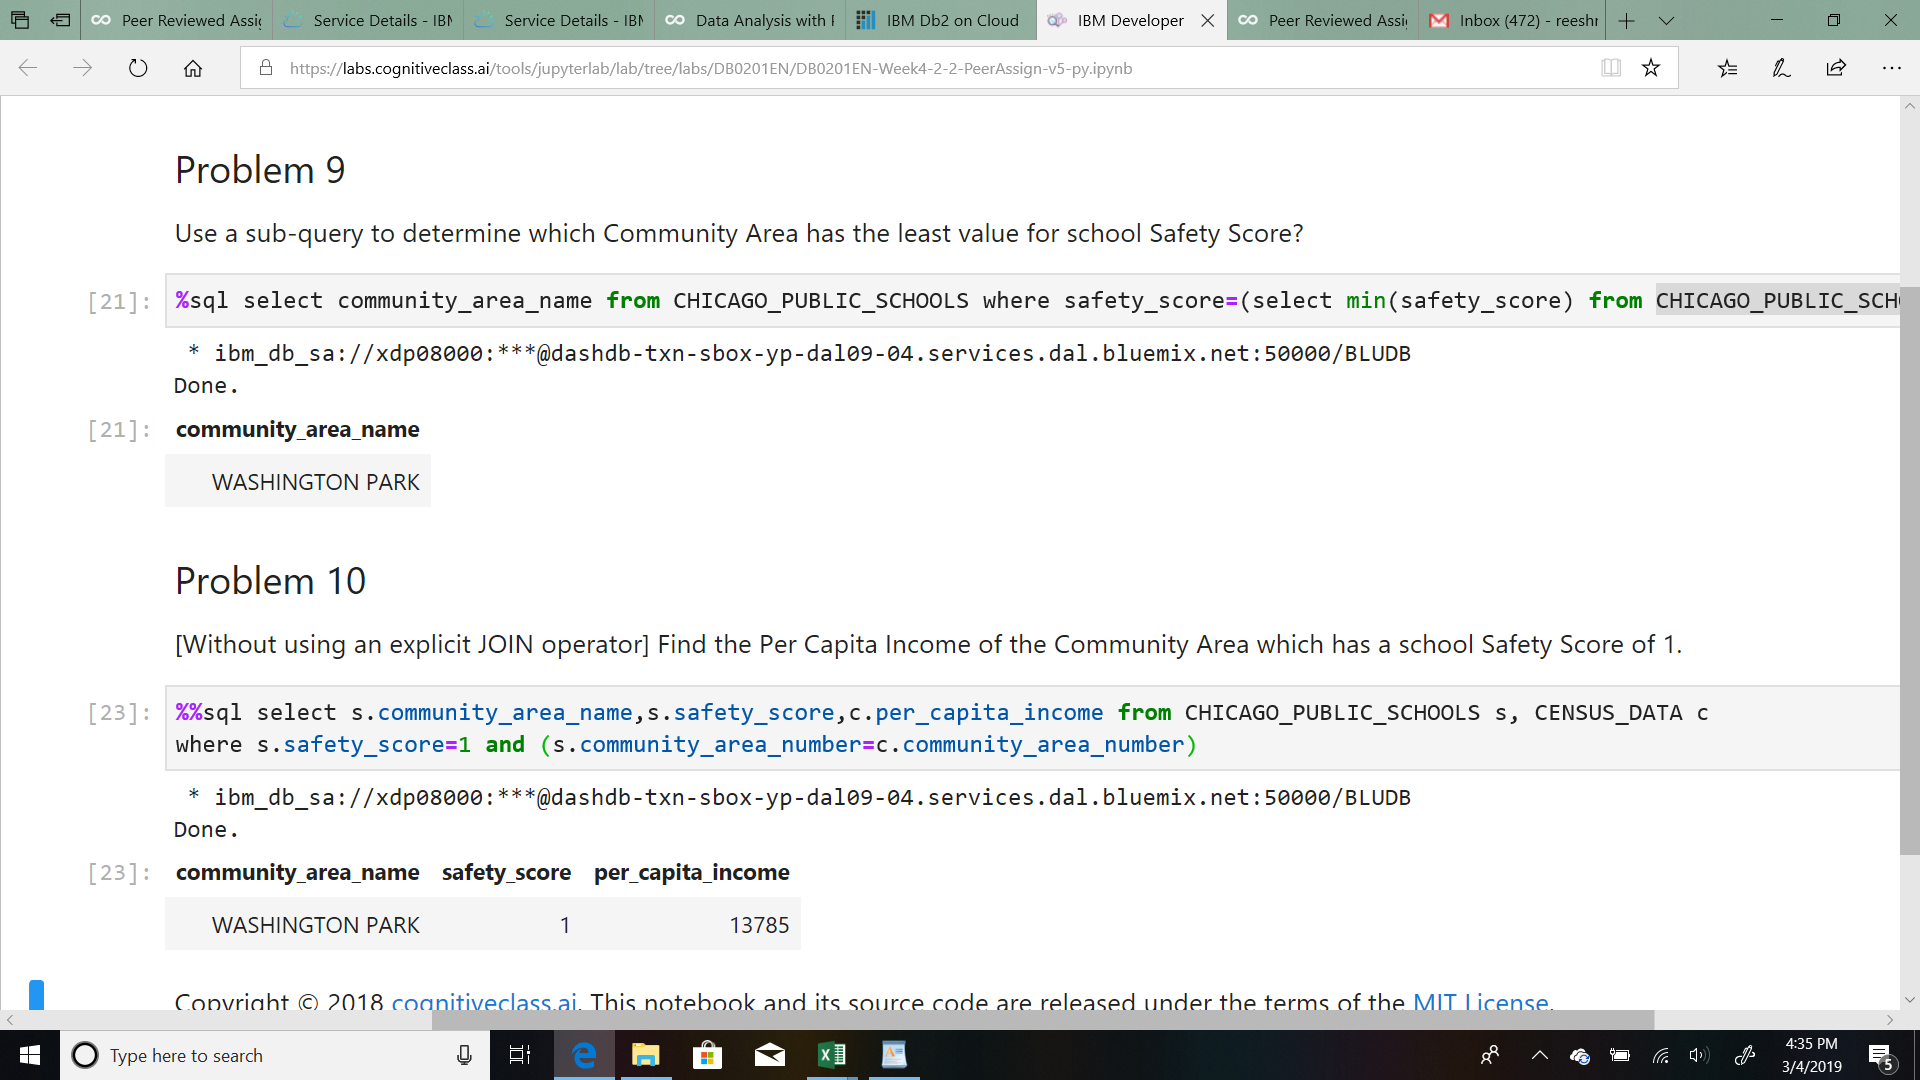 Peer Reviewed Assig
Service Details - IBM
Service Details - IBM
Data Analysis with P
IBM Db2 on Cloud
IBM Developer
Peer Reviewed Assig
Inbox (472) - reeshm
https://labs.cognitiveclass.ai/tools/jupyterlab/lab/tree/labs/DB0201EN/DB0201EN-Week4-2-2-PeerAssign-v5-py.ipynb
Problem 9
Use a sub-query to determine which Community Area has the least value for school Safety Score?
[21]: %sql select community_area_name from CHICAGO_PUBLIC_SCHOOLS where safety_score=(select min(safety_score) from CHICAGO_PUBLIC_SCHO
* ibm_db_sa://xdp08000:***@dashdb-txn-sbox-yp-dal09-04.services.dal.bluemix.net:50000/BLUDB
Done.
[21]: community_area_name
WASHINGTON PARK
Problem 10
[Without using an explicit JOIN operator] Find the Per Capita Income of the Community Area which has a school Safety Score of 1.
[23]: %%sql select s.community_area_name,s.safety_score,c.per_capita_income from CHICAGO_PUBLIC_SCHOOLS s, CENSUS_DATA c
where s.safety_score=1 and (s.community_area_number=c.community_area_number)
* ibm_db_sa://xdp08000:***@dashdb-txn-sbox-yp-dal09-04.services.dal.bluemix.net:50000/BLUDB
Done.
[23]: community_area_name safety_score per_capita_income
WASHINGTON PARK 1 13785
Copyright © 2018 cognitiveclass.ai. This notebook and its source code are released under the terms of the MIT License.
Type here to search
4:35 PM
3/4/2019
5